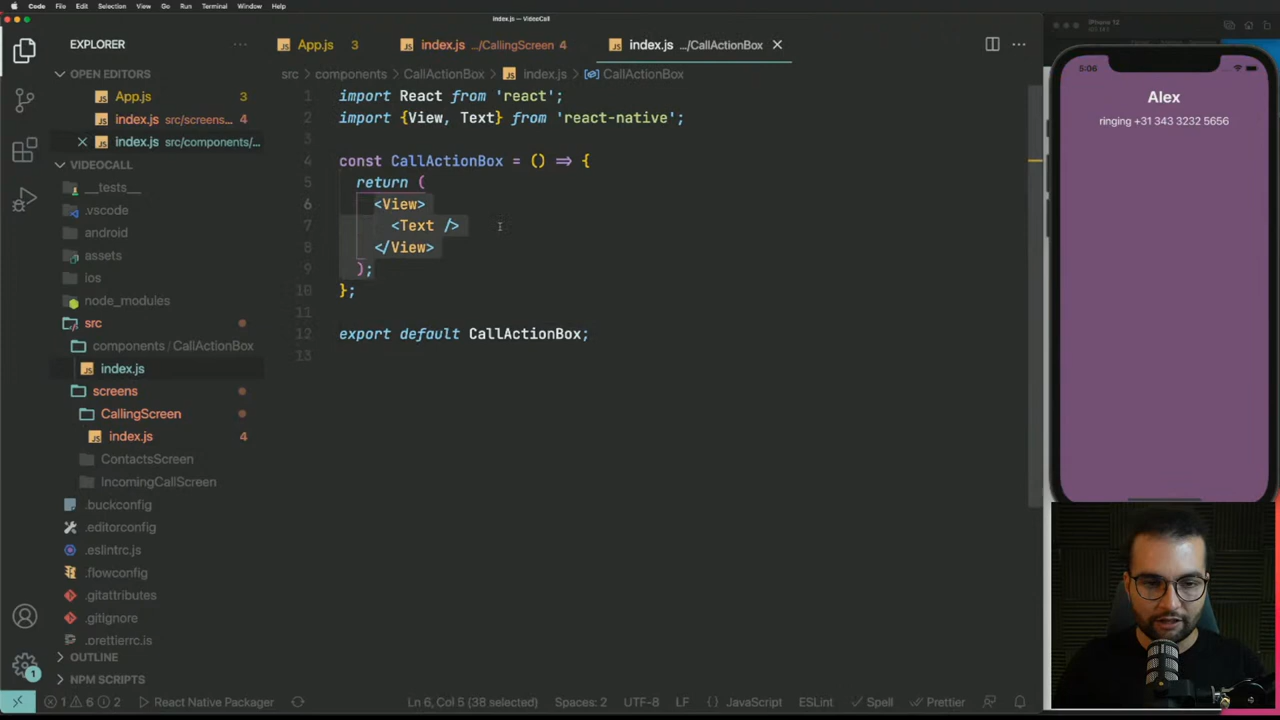 Code File Edit Selection View Go Run Terminal Window Help
index.js — VideoCall
EXPLORER
OPEN EDITORS
App.js 3
index.js src/screens... 4
index.js src/components/...
VIDEOCALL
__tests__
.vscode
android
assets
ios
node_modules
src
components / CallActionBox
index.js
screens
CallingScreen
index.js 4
ContactsScreen
IncomingCallScreen
.buckconfig
.editorconfig
.eslintrc.js
.flowconfig
.gitattributes
.gitignore
.prettierrc.js
OUTLINE
NPM SCRIPTS
App.js 3
index.js .../CallingScreen 4
index.js .../CallActionBox
src > components > CallActionBox > index.js > CallActionBox
1 import React from 'react';
2 import {View, Text} from 'react-native';
3
4 const CallActionBox = () => {
5 return (
6 <View>
7 <Text />
8 </View>
9 );
10 };
11
12 export default CallActionBox;
13
iPhone 12
5:06
Alex
ringing +31 343 3232 5656
1
1 6 2 React Native Packager Ln 6, Col 5 (38 selected) Spaces: 2 UTF-8 LF {} JavaScript ESLint Spell Prettier